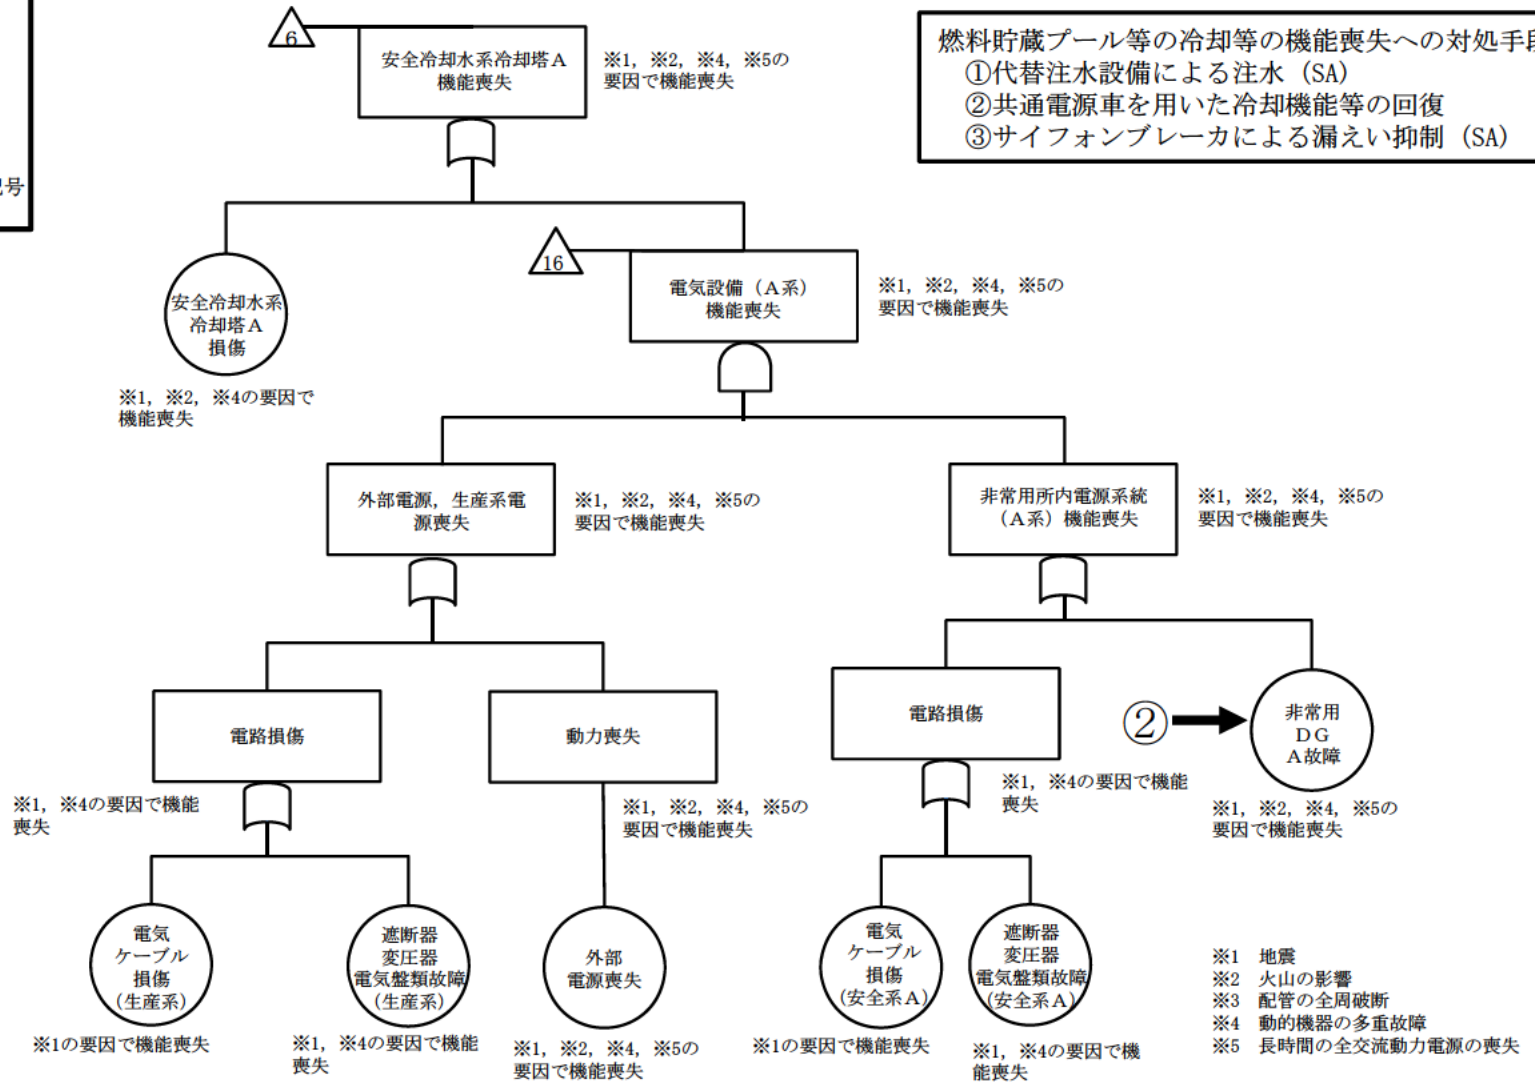 6
安全冷却水系冷却塔A
機能喪失
※1, ※2, ※4, ※5の
要因で機能喪失
燃料貯蔵プール等の冷却等の機能喪失への対処手段
①代替注水設備による注水（SA）
②共通電源車を用いた冷却機能等の回復
③サイフォンブレーカによる漏えい抑制（SA）
号
安全冷却水系
冷却塔A
損傷
※1, ※2, ※4の要因で
機能喪失
16
電気設備（A系）
機能喪失
※1, ※2, ※4, ※5の
要因で機能喪失
外部電源，生産系電
源喪失
※1, ※2, ※4, ※5の
要因で機能喪失
非常用所内電源系統
（A系）機能喪失
※1, ※2, ※4, ※5の
要因で機能喪失
電路損傷
※1, ※4の要因で機能
喪失
動力喪失
※1, ※2, ※4, ※5の
要因で機能喪失
電路損傷
※1, ※4の要因で機能
喪失
②
非常用
DG
A故障
※1, ※2, ※4, ※5の
要因で機能喪失
電気
ケーブル
損傷
（生産系）
※1の要因で機能喪失
遮断器
変圧器
電気盤類故障
（生産系）
※1, ※4の要因で機能
喪失
外部
電源喪失
※1, ※2, ※4, ※5の
要因で機能喪失
電気
ケーブル
損傷
（安全系A）
※1の要因で機能喪失
遮断器
変圧器
電気盤類故障
（安全系A）
※1, ※4の要因で機
能喪失
※1 地震
※2 火山の影響
※3 配管の全周破断
※4 動的機器の多重故障
※5 長時間の全交流動力電源の喪失